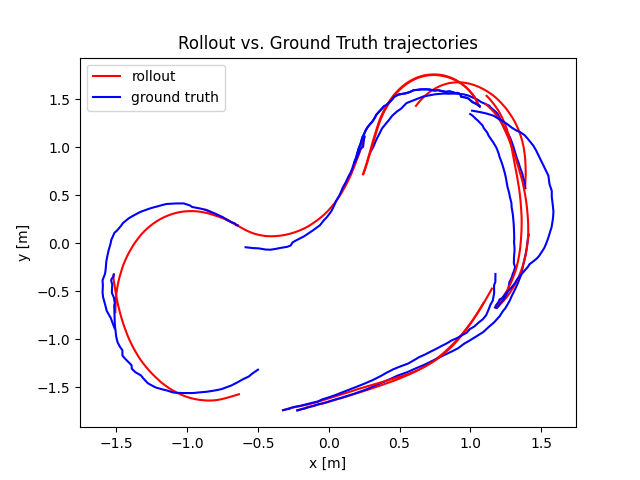 Rollout vs. Ground Truth trajectories
rollout
ground truth
1.5
1.0
0.5
0.0
−0.5
−1.0
−1.5
y [m]
−1.5 −1.0 −0.5 0.0 0.5 1.0 1.5
x [m]